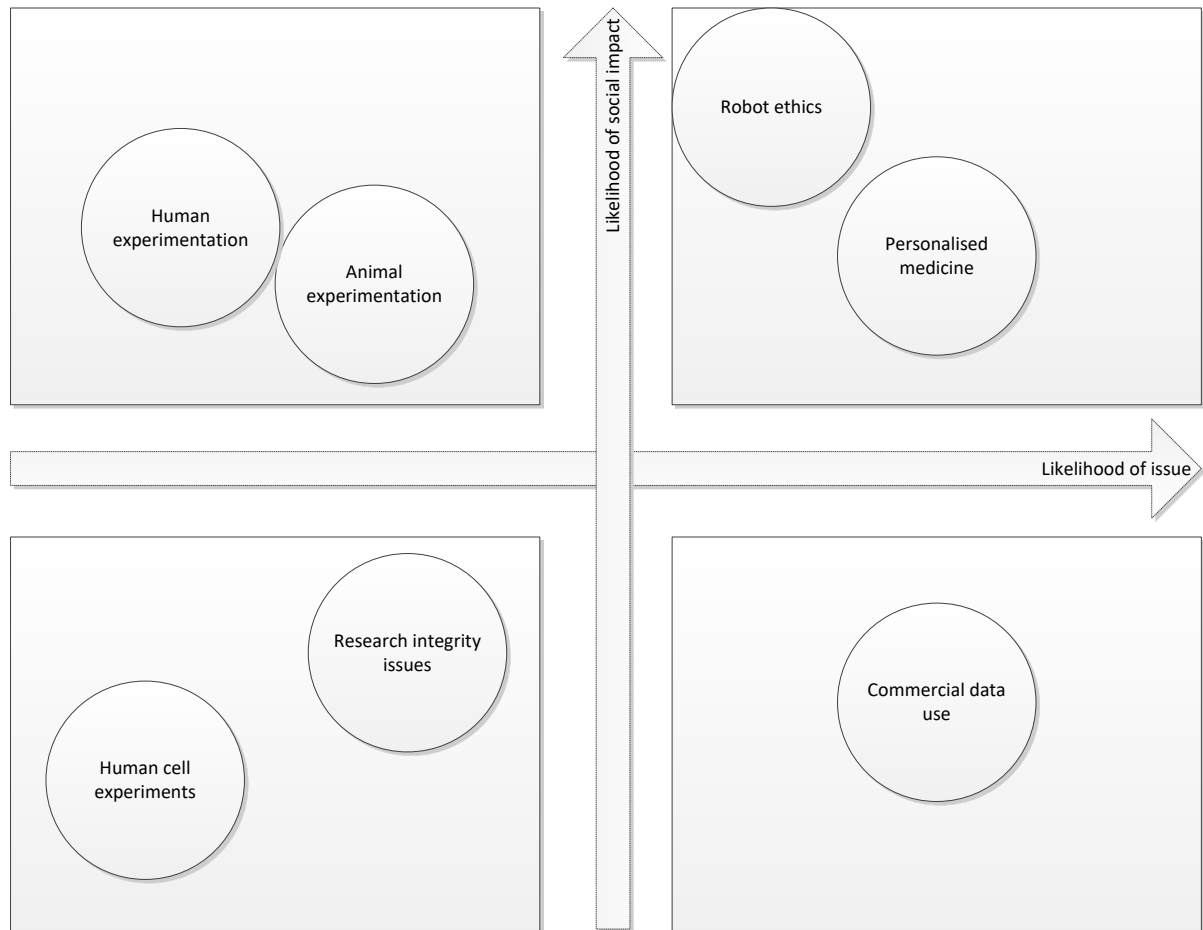 Likelihood of social impact
Robot ethics
Human
experimentation
Animal
experimentation
Personalised
medicine
Likelihood of issue
Research integrity
issues
Human cell
experiments
Commercial data
use